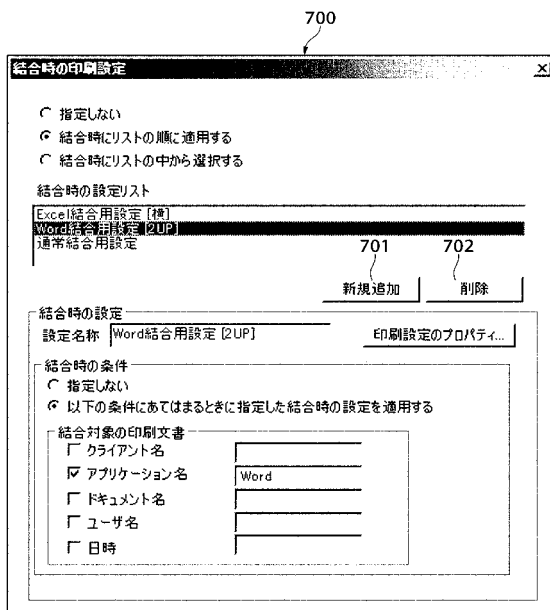 700
結合時の印刷設定
指定しない
結合時にリストの順に適用する
結合時にリストの中から選択する
結合時の設定リスト
Excel結合用設定 [横]
Word結合用設定 [2UP]
通常結合用設定
701 702
新規追加 削除
結合時の設定
設定名称 Word結合用設定 [2UP] 印刷設定のプロパティ...
結合時の条件
指定しない
以下の条件にあてはまるときに指定した結合時の設定を適用する
結合対象の印刷文書
クライアント名
アプリケーション名 Word
ドキュメント名
ユーザ名
日時